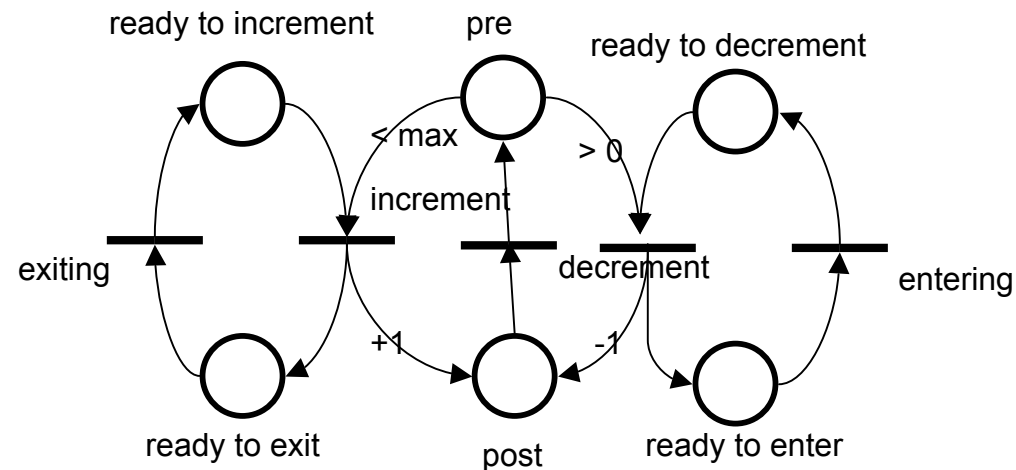 ready to increment
pre
ready to decrement
< max
> 0
increment
exiting
decrement
entering
+1
-1
ready to exit
post
ready to enter